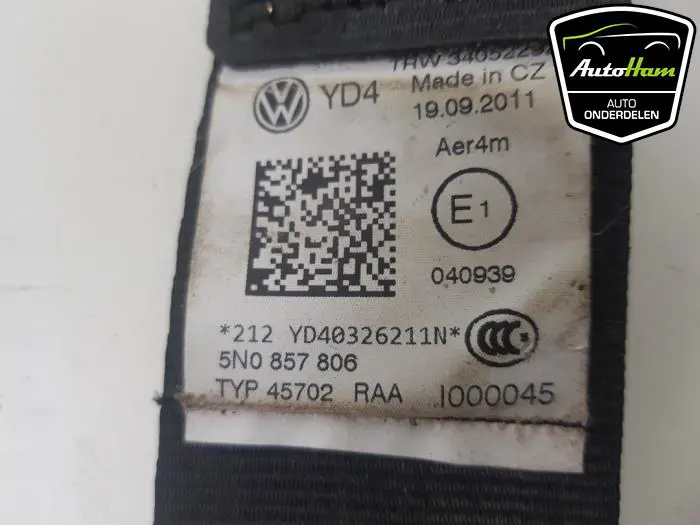 AutoHam
AUTO
ONDERDELEN
YD4
Made in CZ
19.09.2011
Aer4m
E1
040939
*212 YD40326211N*
5N0 857 806
TYP 45702 RAA I000045